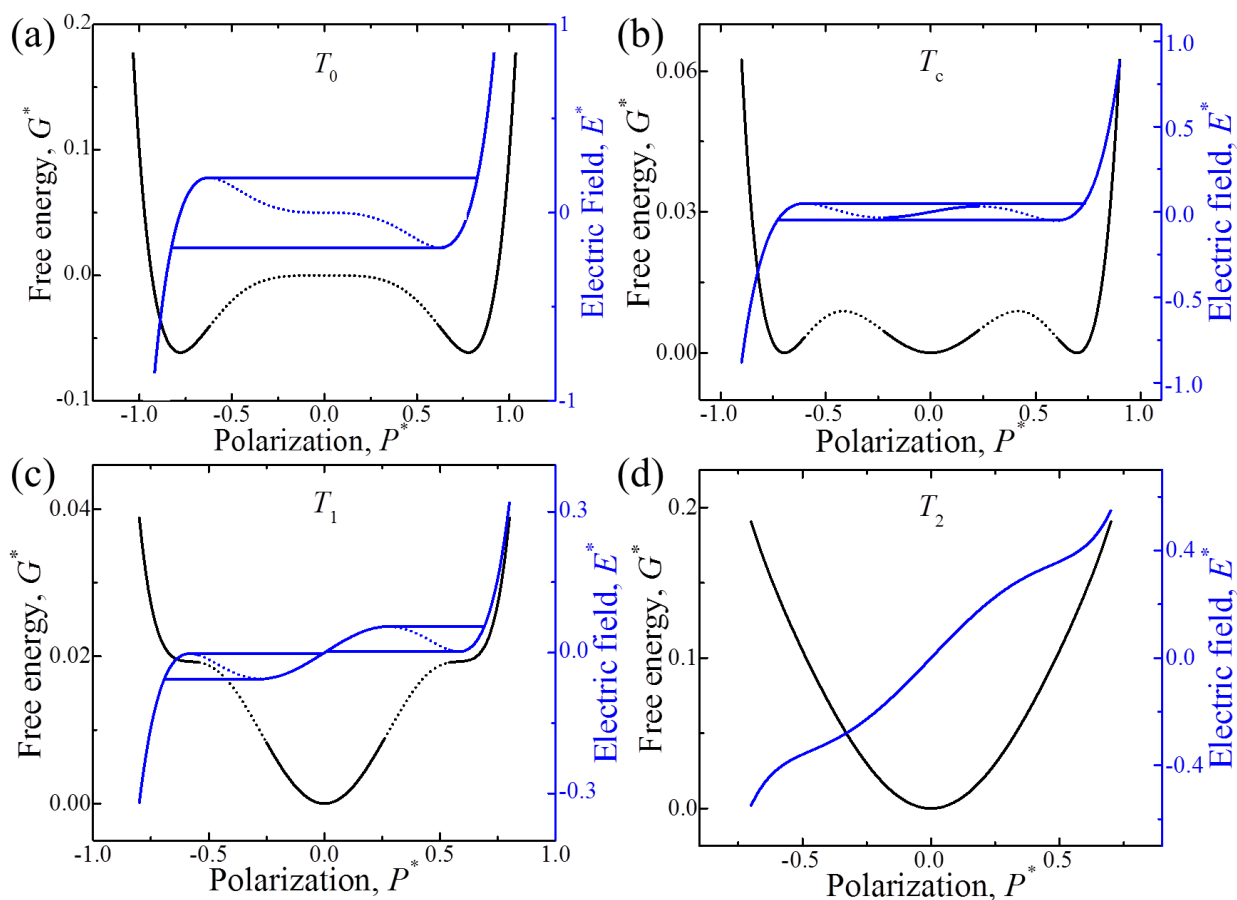 (a)
T0
0.2
0.1
0.0
-0.1
Free energy, G*
-1.0
-0.5
0.0
0.5
1.0
Polarization, P*
1
0
-1
Electric Field, E*
(b)
Tc
0.06
0.03
0.00
Free energy, G*
-1.0
-0.5
0.0
0.5
1.0
Polarization, P*
1.0
0.5
0.0
-0.5
-1.0
Electric field, E*
(c)
T1
0.04
0.02
0.00
Free energy, G*
-1.0
-0.5
0.0
0.5
1.0
Polarization, P*
0.3
0.0
-0.3
Electric field, E*
(d)
T2
0.2
0.1
0.0
Free energy, G*
-0.5
0.0
0.5
Polarization, P*
0.4
0.0
-0.4
Electric field, E*